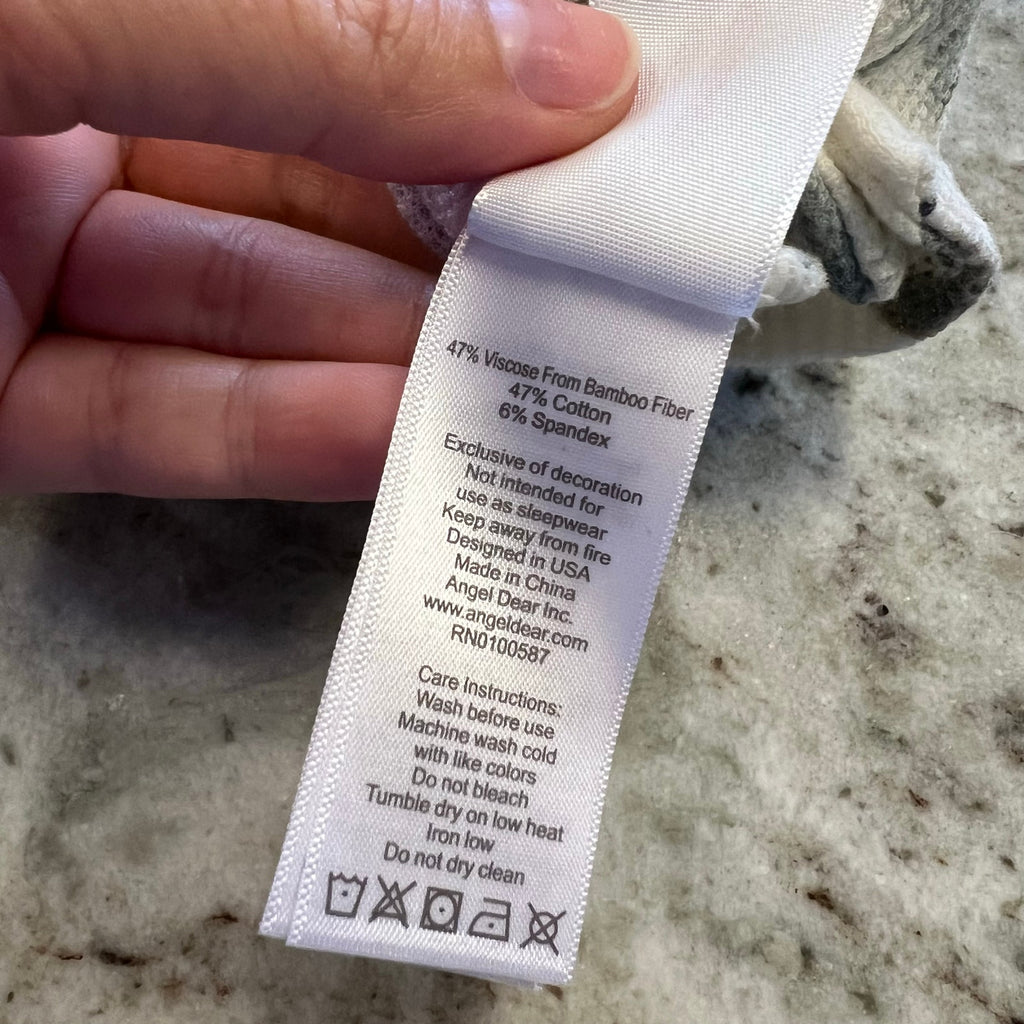 47% Viscose From Bamboo Fiber
47% Cotton
6% Spandex
Exclusive of decoration
Not intended for
use as sleepwear
Keep away from fire
Designed in USA
Made in China
Angel Dear Inc.
www.angeldear.com
RN0100587
Care Instructions:
Wash before use
Machine wash cold
with like colors
Do not bleach
Tumble dry on low heat
Iron low
Do not dry clean